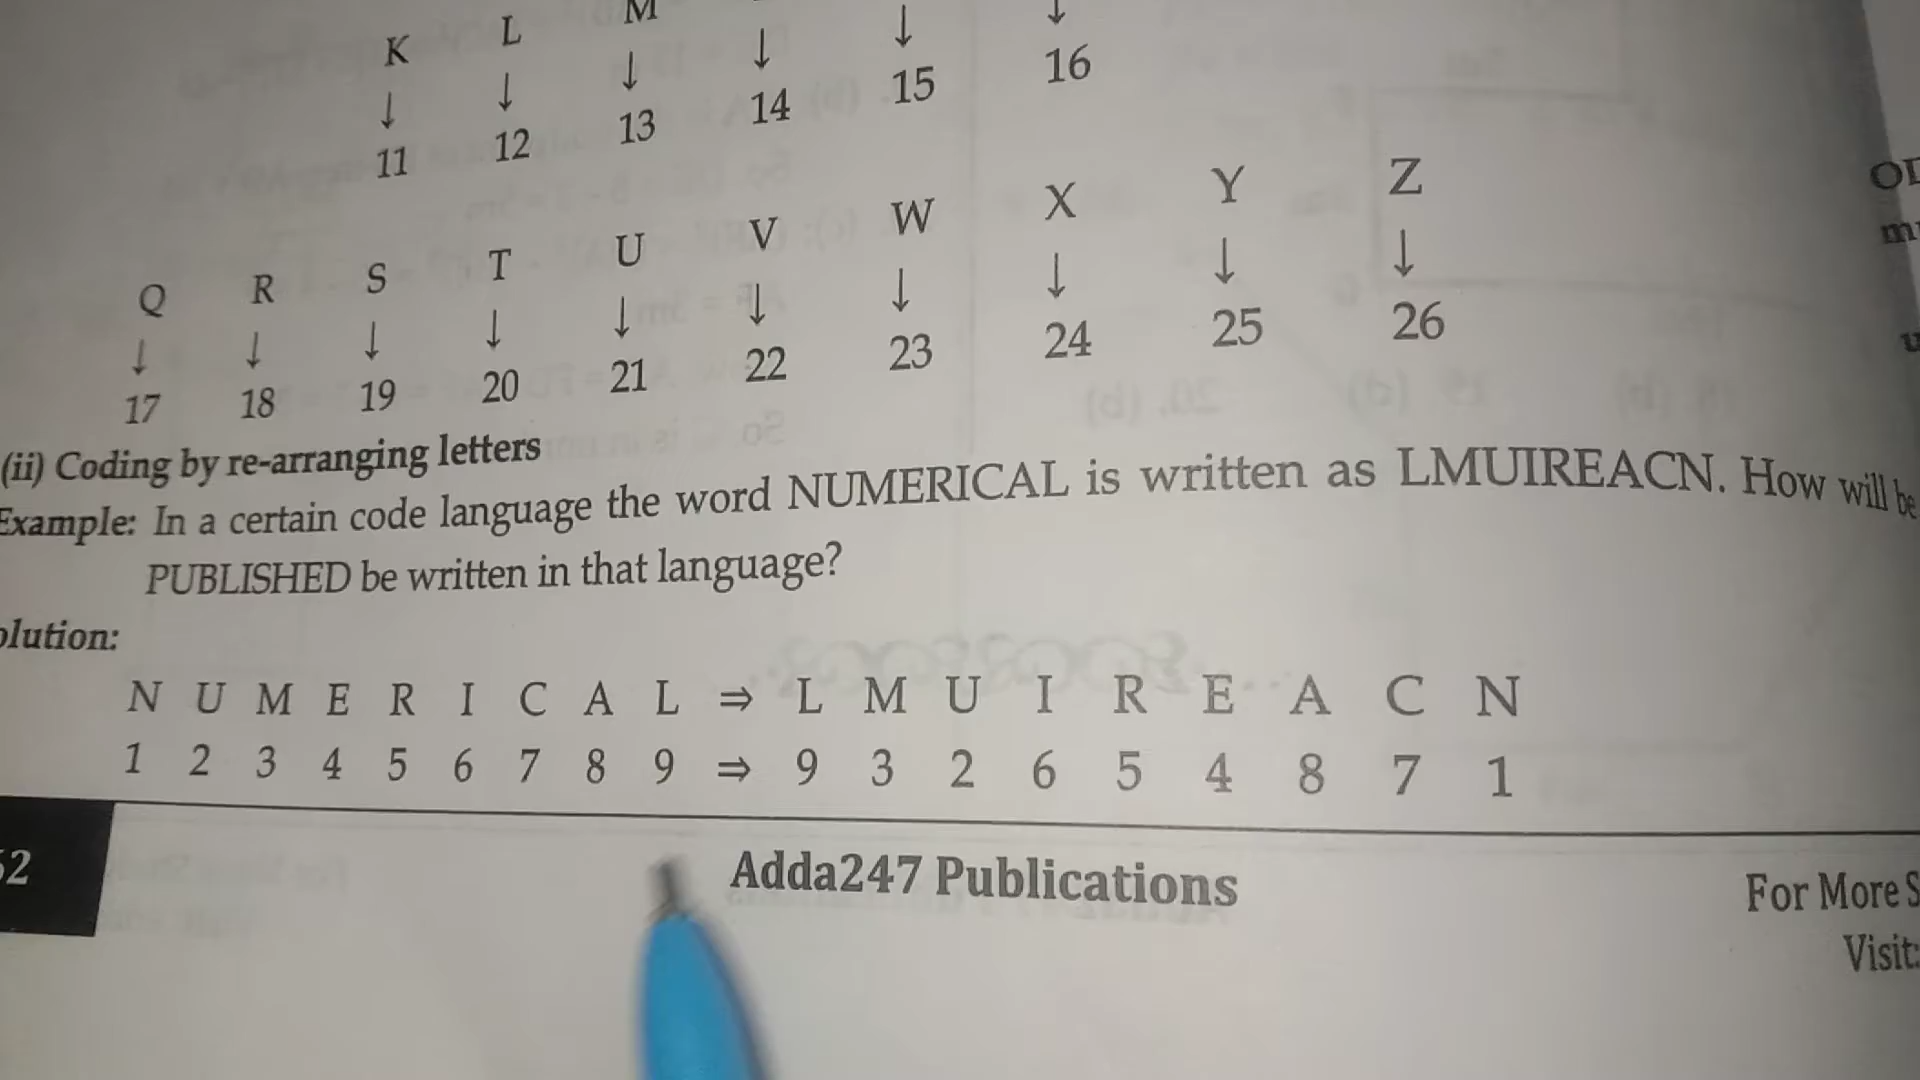 K L M
↓ ↓ ↓ ↓ ↓ ↓
11 12 13 14 15 16
Q R S T U V W X Y Z
↓ ↓ ↓ ↓ ↓ ↓ ↓ ↓ ↓ ↓
17 18 19 20 21 22 23 24 25 26
(ii) Coding by re-arranging letters
Example: In a certain code language the word NUMERICAL is written as LMUIREACN. How will be
PUBLISHED be written in that language?
olution:
N U M E R I C A L ⇒ L M U I R E A C N
1 2 3 4 5 6 7 8 9 ⇒ 9 3 2 6 5 4 8 7 1
52
Adda247 Publications
For More S
Visit: